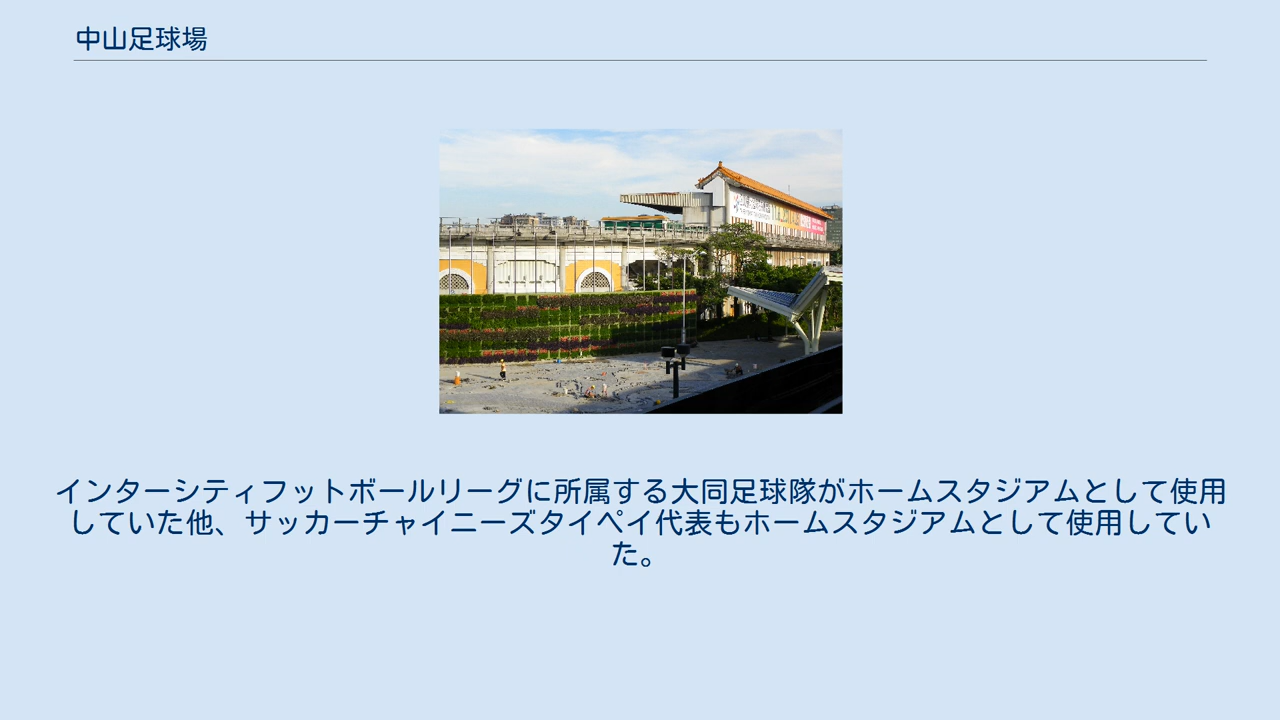 中山足球場
インターシティフットボールリーグに所属する大同足球隊がホームスタジアムとして使用
していた他、サッカーチャイニーズタイペイ代表もホームスタジアムとして使用してい
た。